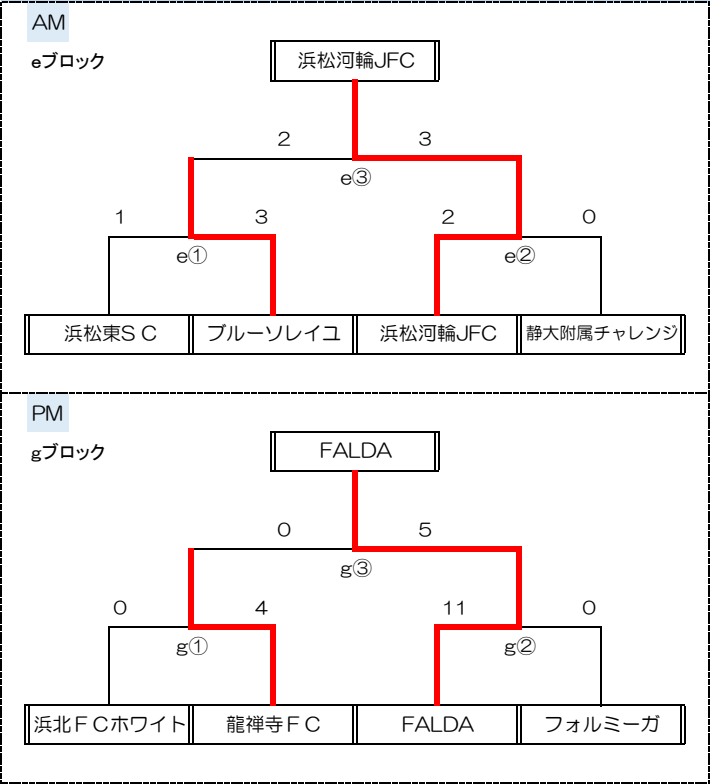 AM
eブロック
浜松河輪JFC
2 3
e③
1 3 2 0
e① e②
浜松東SC ブルーソレイユ 浜松河輪JFC 静大附属チャレンジ
PM
gブロック
FALDA
0 5
g③
0 4 11 0
g① g②
浜北FCホワイト 龍禅寺FC FALDA フォルミーガ